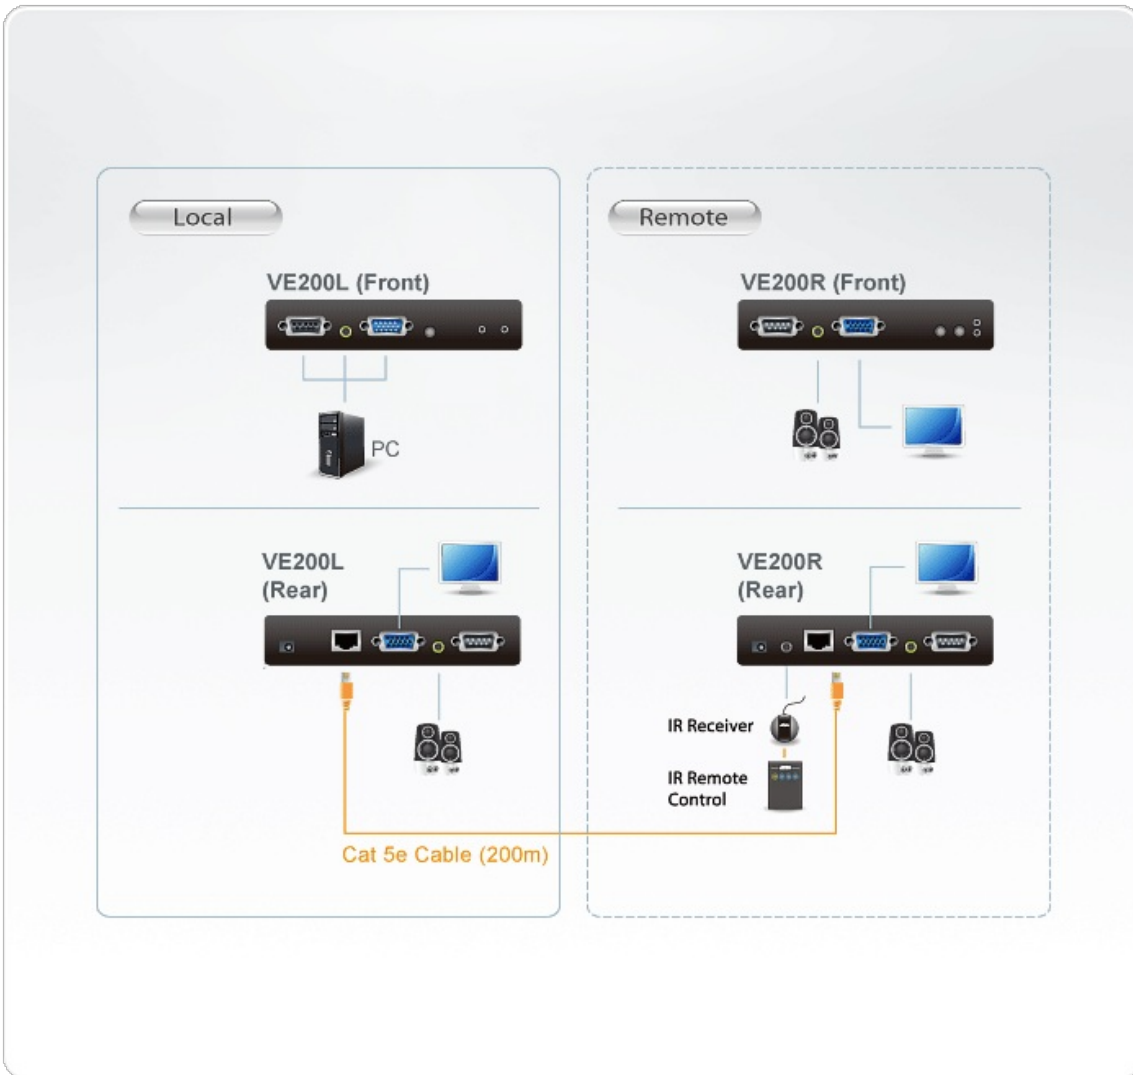 Local
VE200L (Front)
PC
VE200L
(Rear)
Cat 5e Cable (200m)
Remote
VE200R (Front)
VE200R
(Rear)
IR Receiver
IR Remote
Control